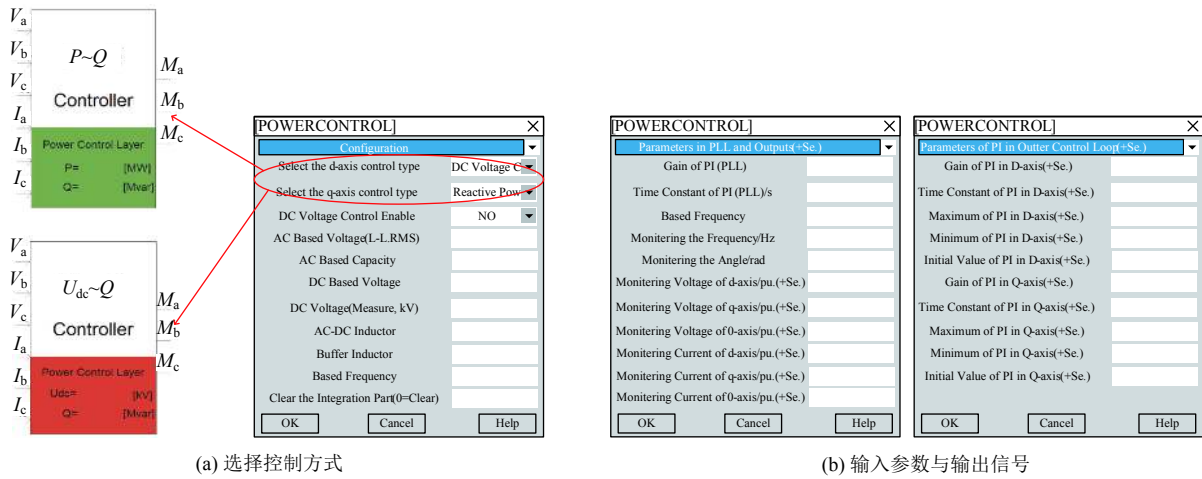 Va
Vb
Vc
Ia
Ib
Ic
P~Q
Controller
Power Control Layer
P= [MW]
Q= [Mvar]
Ma
Mb
Mc
Va
Vb
Vc
Ia
Ib
Ic
Udc~Q
Controller
Power Control Layer
Udc= [kV]
Q= [Mvar]
Ma
Mb
Mc
[POWERCONTROL] ×
Configuration
Select the d-axis control type DC Voltage C
Select the q-axis control type Reactive Pow
DC Voltage Control Enable NO
AC Based Voltage(L-L.RMS)
AC Based Capacity
DC Based Voltage
DC Voltage(Measure, kV)
AC-DC Inductor
Buffer Inductor
Based Frequency
Clear the Integration Part(0=Clear)
OK Cancel Help
(a) 选择控制方式
[POWERCONTROL] ×
Parameters in PLL and Outputs(+Se.)
Gain of PI (PLL)
Time Constant of PI (PLL)/s
Based Frequency
Monitering the Frequency/Hz
Monitering the Angle/rad
Monitering Voltage of d-axis/pu.(+Se.)
Monitering Voltage of q-axis/pu.(+Se.)
Monitering Voltage of 0-axis/pu.(+Se.)
Monitering Current of d-axis/pu.(+Se.)
Monitering Current of q-axis/pu.(+Se.)
Monitering Current of 0-axis/pu.(+Se.)
OK Cancel Help
[POWERCONTROL] ×
Parameters of PI in Outter Control Loop(+Se.)
Gain of PI in D-axis(+Se.)
Time Constant of PI in D-axis(+Se.)
Maximum of PI in D-axis(+Se.)
Minimum of PI in D-axis(+Se.)
Initial Value of PI in D-axis(+Se.)
Gain of PI in Q-axis(+Se.)
Time Constant of PI in Q-axis(+Se.)
Maximum of PI in Q-axis(+Se.)
Minimum of PI in Q-axis(+Se.)
Initial Value of PI in Q-axis(+Se.)
OK Cancel Help
(b) 输入参数与输出信号